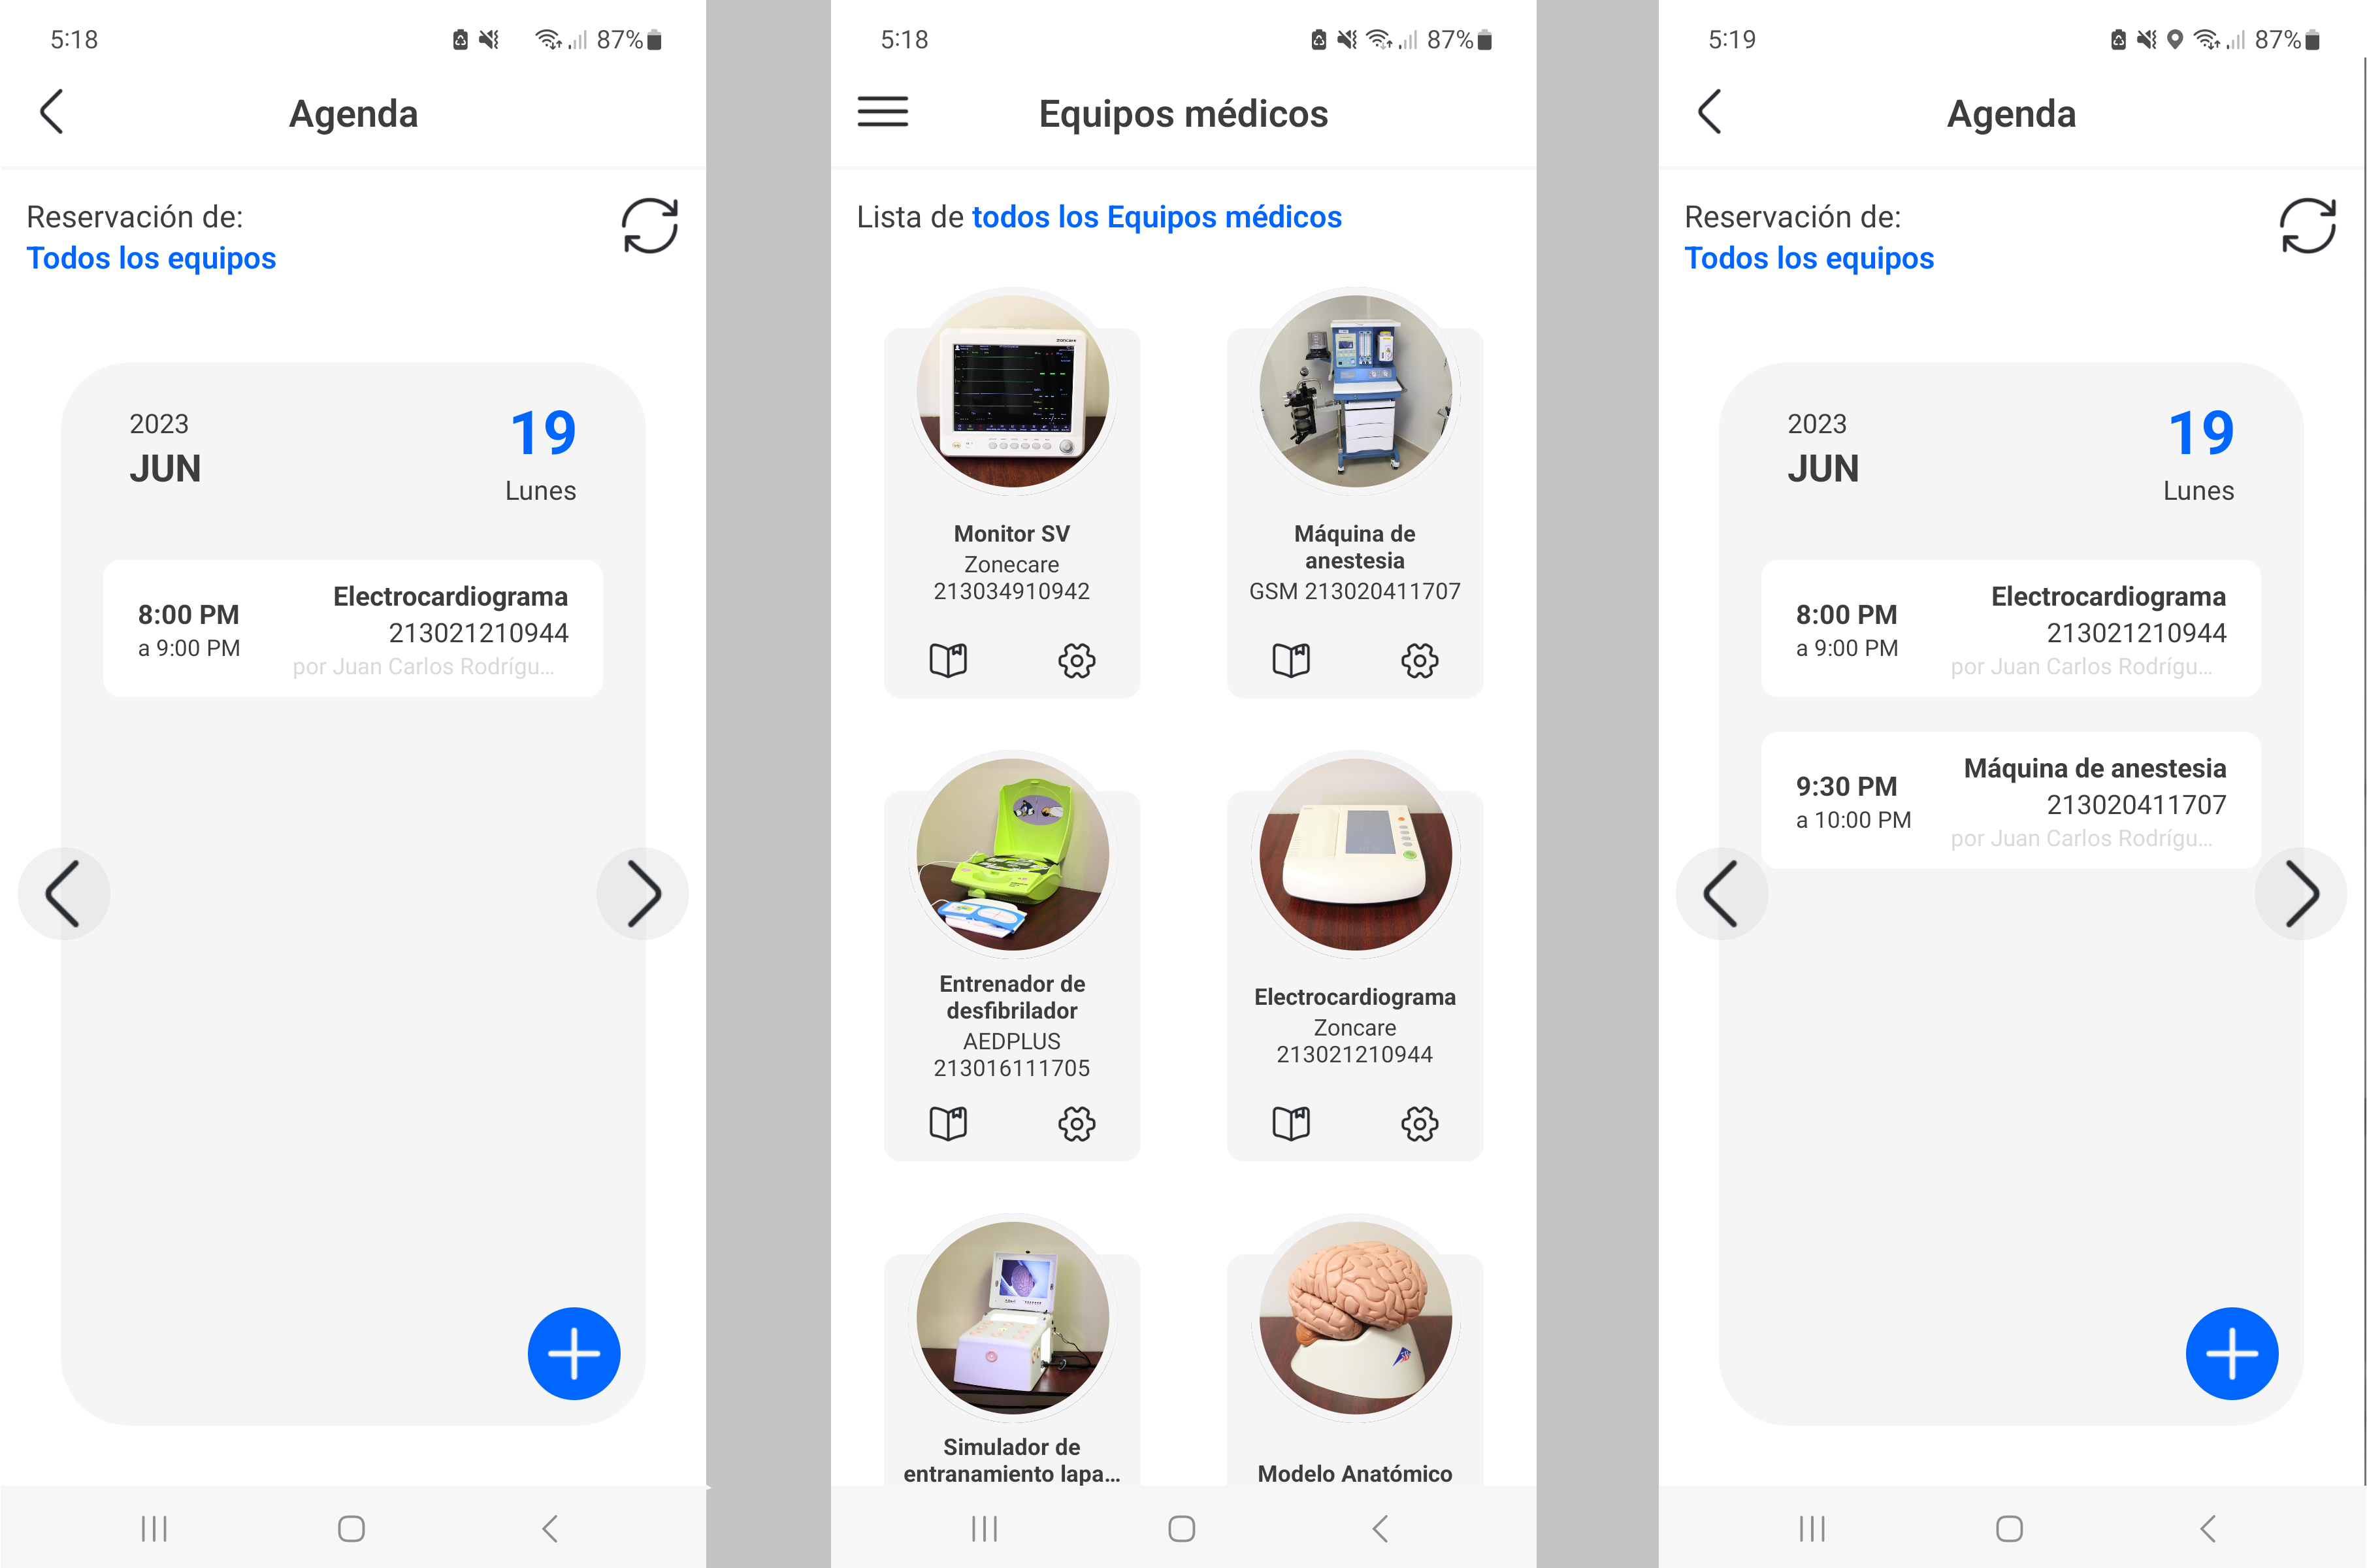 5:18
87%
Agenda
Reservación de:
Todos los equipos
2023
JUN
19
Lunes
8:00 PM
a 9:00 PM
Electrocardiograma
213021210944
por Juan Carlos Rodrígu...
5:18
87%
Equipos médicos
Lista de todos los Equipos médicos
zoncare
Monitor SV
Zonecare
213034910942
Máquina de
anestesia
GSM 213020411707
Entrenador de
desfibrilador
AEDPLUS
213016111705
Electrocardiograma
Zoncare
213021210944
Simulador de
entranamiento lapa...
Modelo Anatómico
5:19
87%
Agenda
Reservación de:
Todos los equipos
2023
JUN
19
Lunes
8:00 PM
a 9:00 PM
Electrocardiograma
213021210944
por Juan Carlos Rodrígu...
9:30 PM
a 10:00 PM
Máquina de anestesia
213020411707
por Juan Carlos Rodrígu...